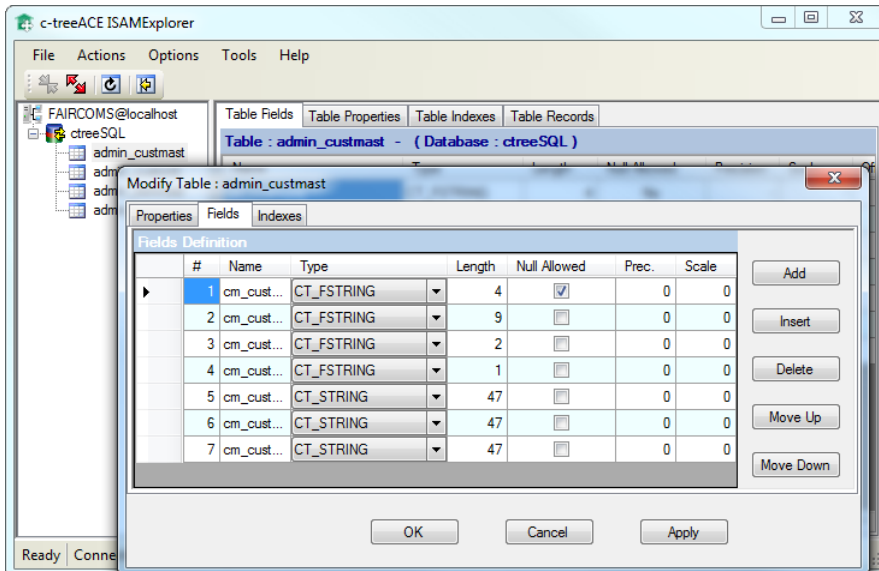 c-treeACE ISAMExplorer
File Actions Options Tools Help
FAIRCOMS@localhost
ctreeSQL
admin_custmast
Table Fields Table Properties Table Indexes Table Records
Table : admin_custmast - ( Database : ctreeSQL )
Modify Table : admin_custmast
Properties Fields Indexes
Fields Definition
# Name Type Length Null Allowed Prec. Scale
1 cm_cust... CT_FSTRING 4 0 0
2 cm_cust... CT_FSTRING 9 0 0
3 cm_cust... CT_FSTRING 2 0 0
4 cm_cust... CT_FSTRING 1 0 0
5 cm_cust... CT_STRING 47 0 0
6 cm_cust... CT_STRING 47 0 0
7 cm_cust... CT_STRING 47 0 0
Add
Insert
Delete
Move Up
Move Down
OK Cancel Apply
Ready Conne